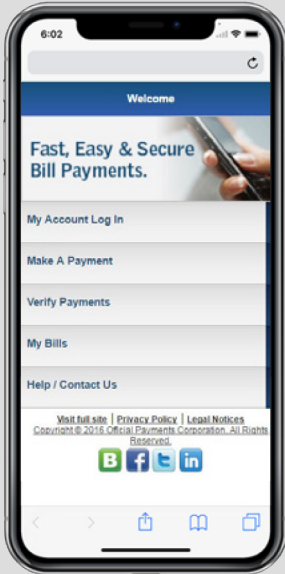 6:02
Welcome
Fast, Easy & Secure
Bill Payments.
My Account Log In
Make A Payment
Verify Payments
My Bills
Help / Contact Us
Visit full site | Privacy Policy | Legal Notices
Copyright © 2016 Official Payments Corporation. All Rights
Reserved.
B f t in